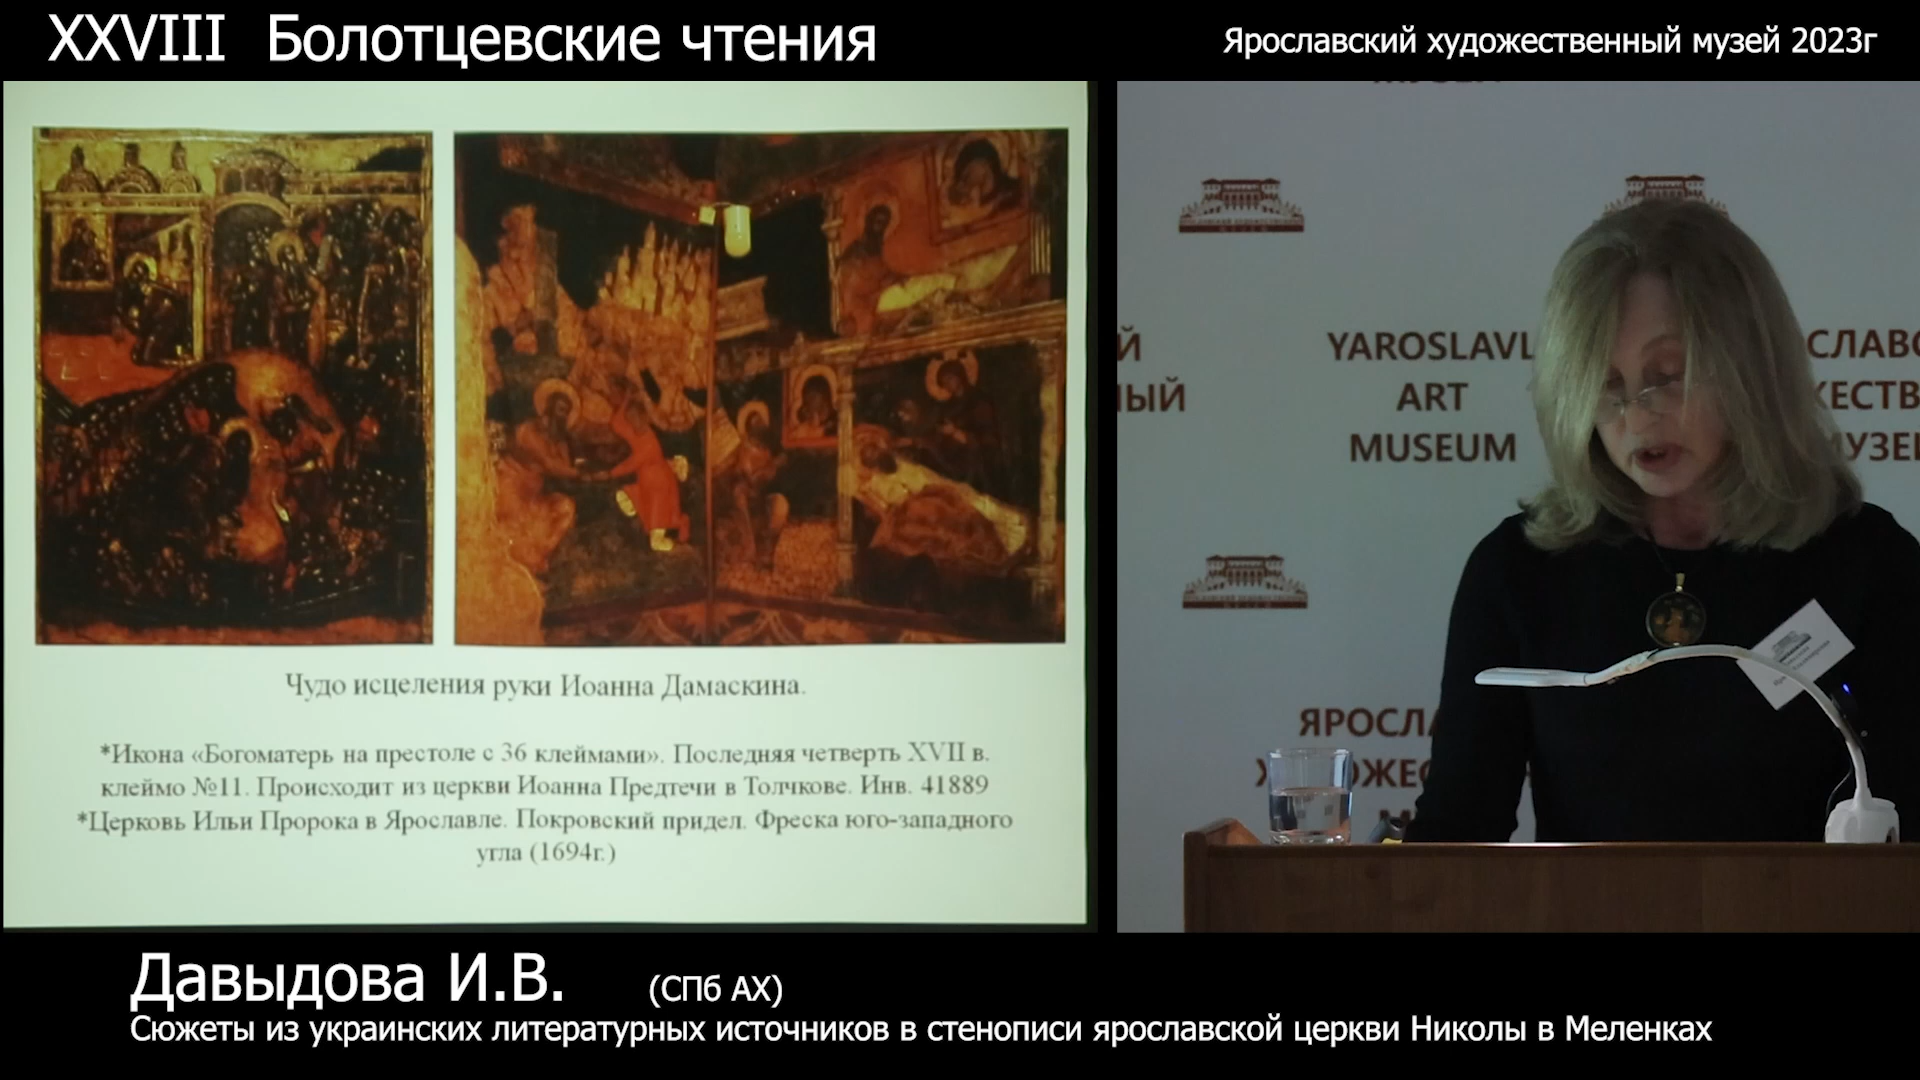 XXVIII Болотцевские чтения
Ярославский художественный музей 2023г
Чудо исцеления руки Иоанна Дамаскина.
*Икона «Богоматерь на престоле с 36 клеймами». Последняя четверть XVII в.
клеймо №11. Происходит из церкви Иоанна Предтечи в Толчкове. Инв. 41889
*Церковь Ильи Пророка в Ярославле. Покровский придел. Фреска юго-западного
угла (1694г.)
YAROSLAVL
ART
MUSEUM
Давыдова И.В. (СПб АХ)
Сюжеты из украинских литературных источников в стенописи ярославской церкви Николы в Меленках